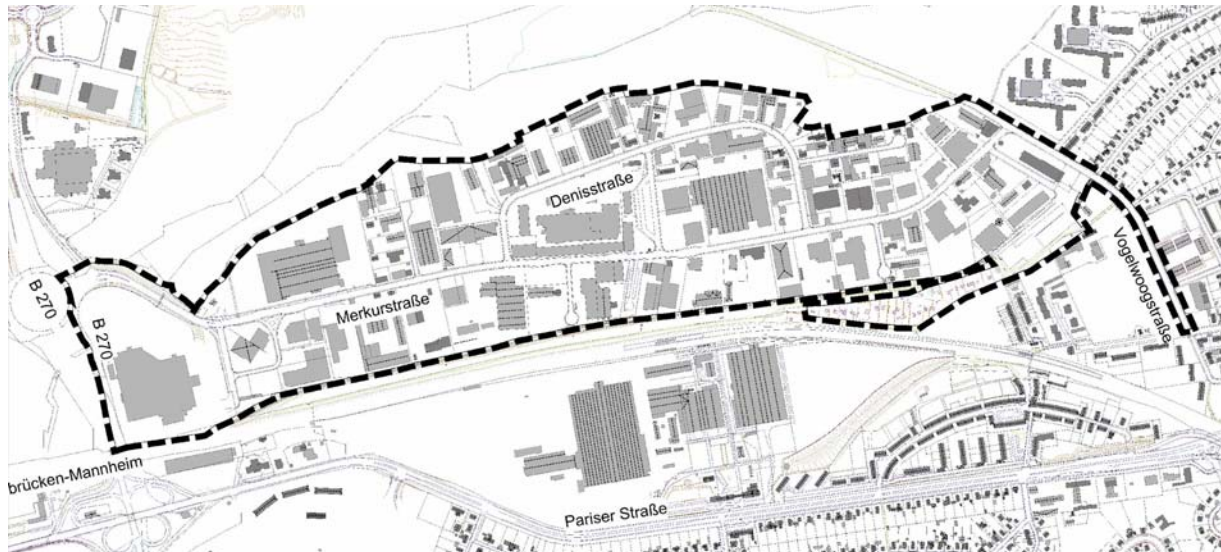 Denisstraße
Vogelwoogstraße
B 270
B 270
Merkurstraße
brücken-Mannheim
Pariser Straße